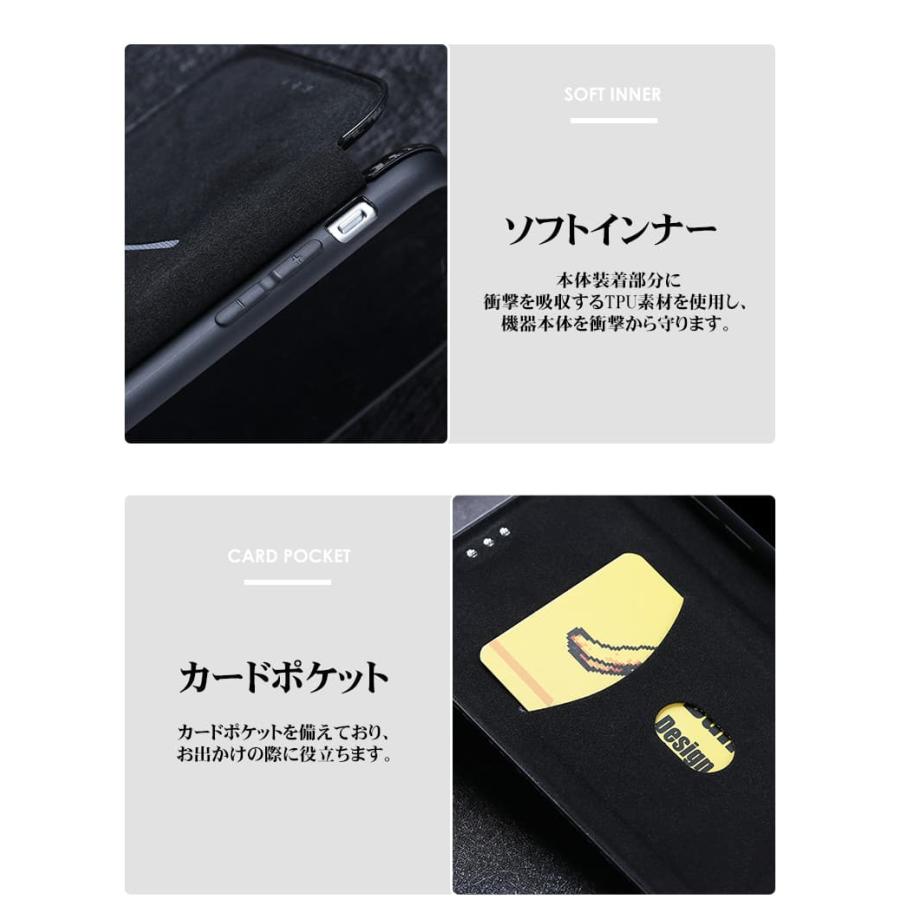 SOFT INNER
ソフトインナー
本体装着部分に
衝撃を吸収するTPU素材を使用し、
機器本体を衝撃から守ります。
CARD POCKET
カードポケット
カードポケットを備えており、
お出かけの際に役立ちます。
Design